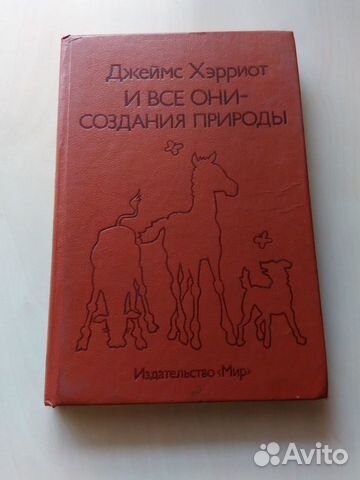 Джеймс Хэрриот
И ВСЕ ОНИ-
СОЗДАНИЯ ПРИРОДЫ
Издательство «Мир»
Avito